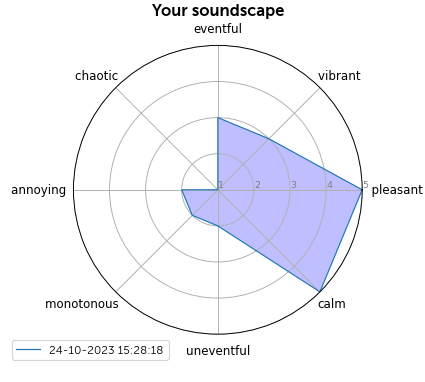 Your soundscape
eventful
chaotic
vibrant
annoying
1 2 3 4 5
pleasant
monotonous
calm
uneventful
24-10-2023 15:28:18